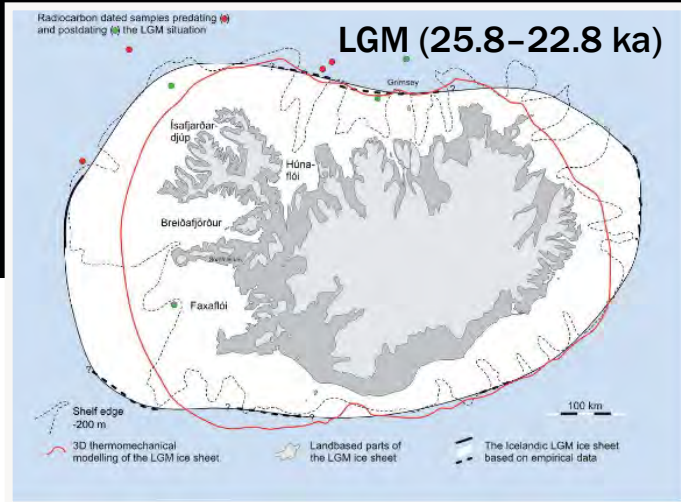 Radiocarbon dated samples predating ( )
and postdating ( ) the LGM situation
LGM (25.8–22.8 ka)
Grímsey
?
Ísafjarðar-
djúp
Húna-
flói
Breiðafjörður
Faxaflói
?
?
?
?
?
Shelf edge
-200 m
100 km
3D thermomechanical
modelling of the LGM ice sheet
Landbased parts of
the LGM ice sheet
The Icelandic LGM ice sheet
based on empirical data